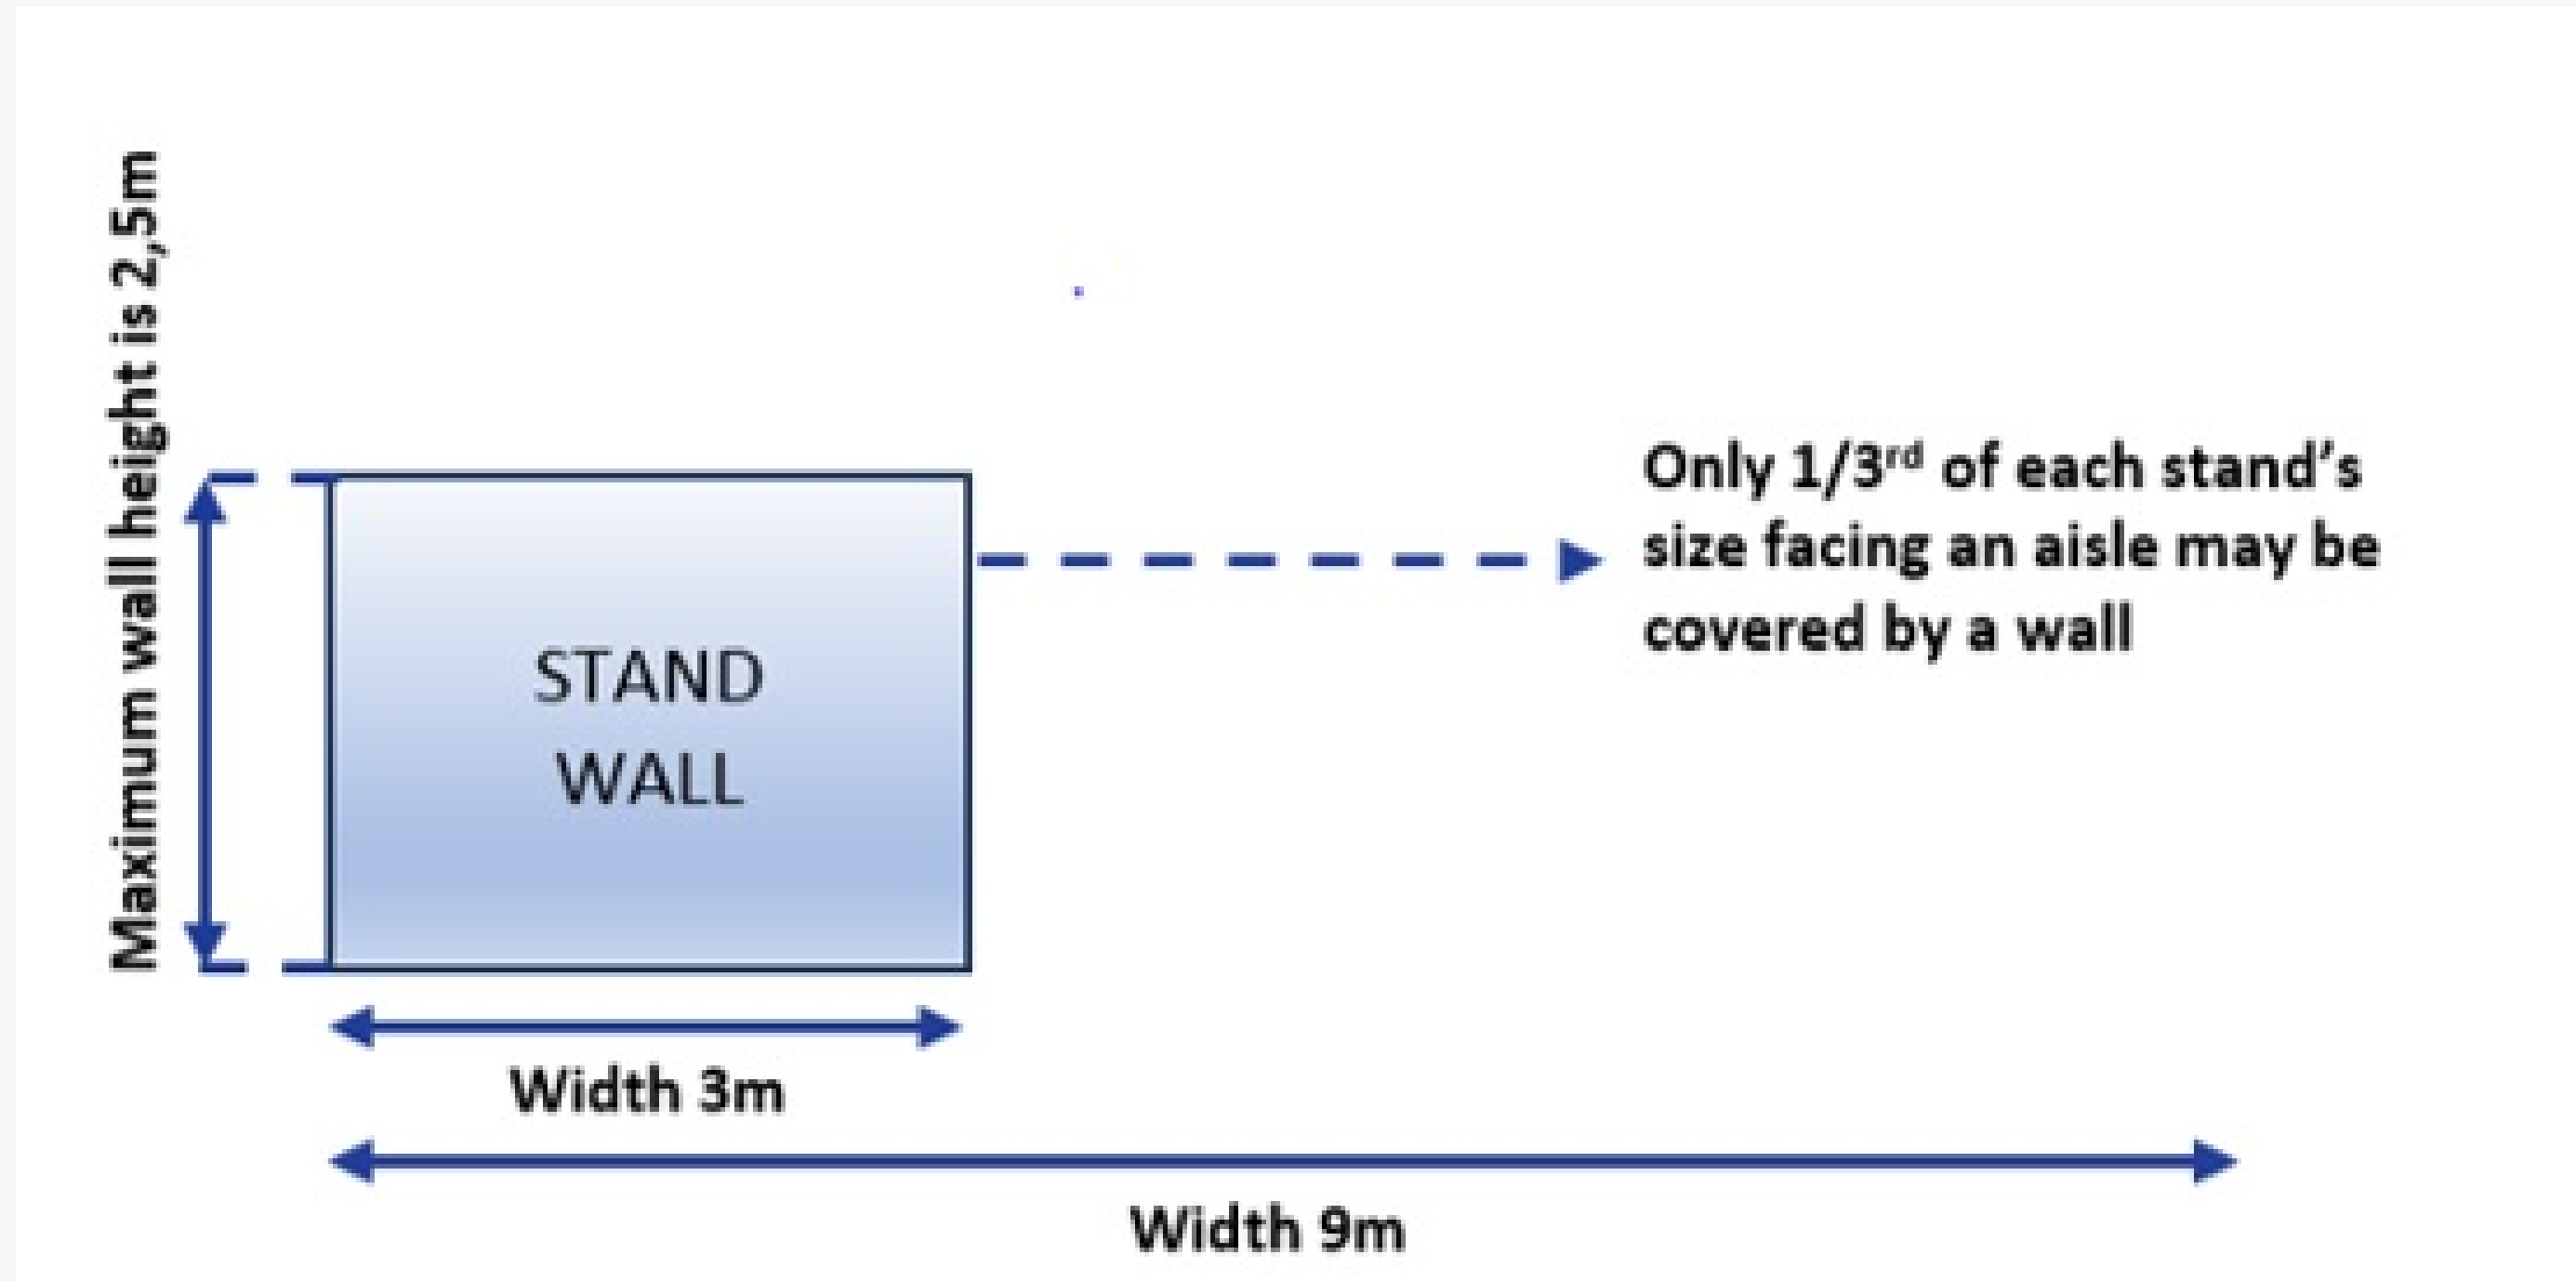 Maximum wall height is 2,5m
Only 1/3rd of each stand's
size facing an aisle may be
covered by a wall
STAND
WALL
Width 3m
Width 9m